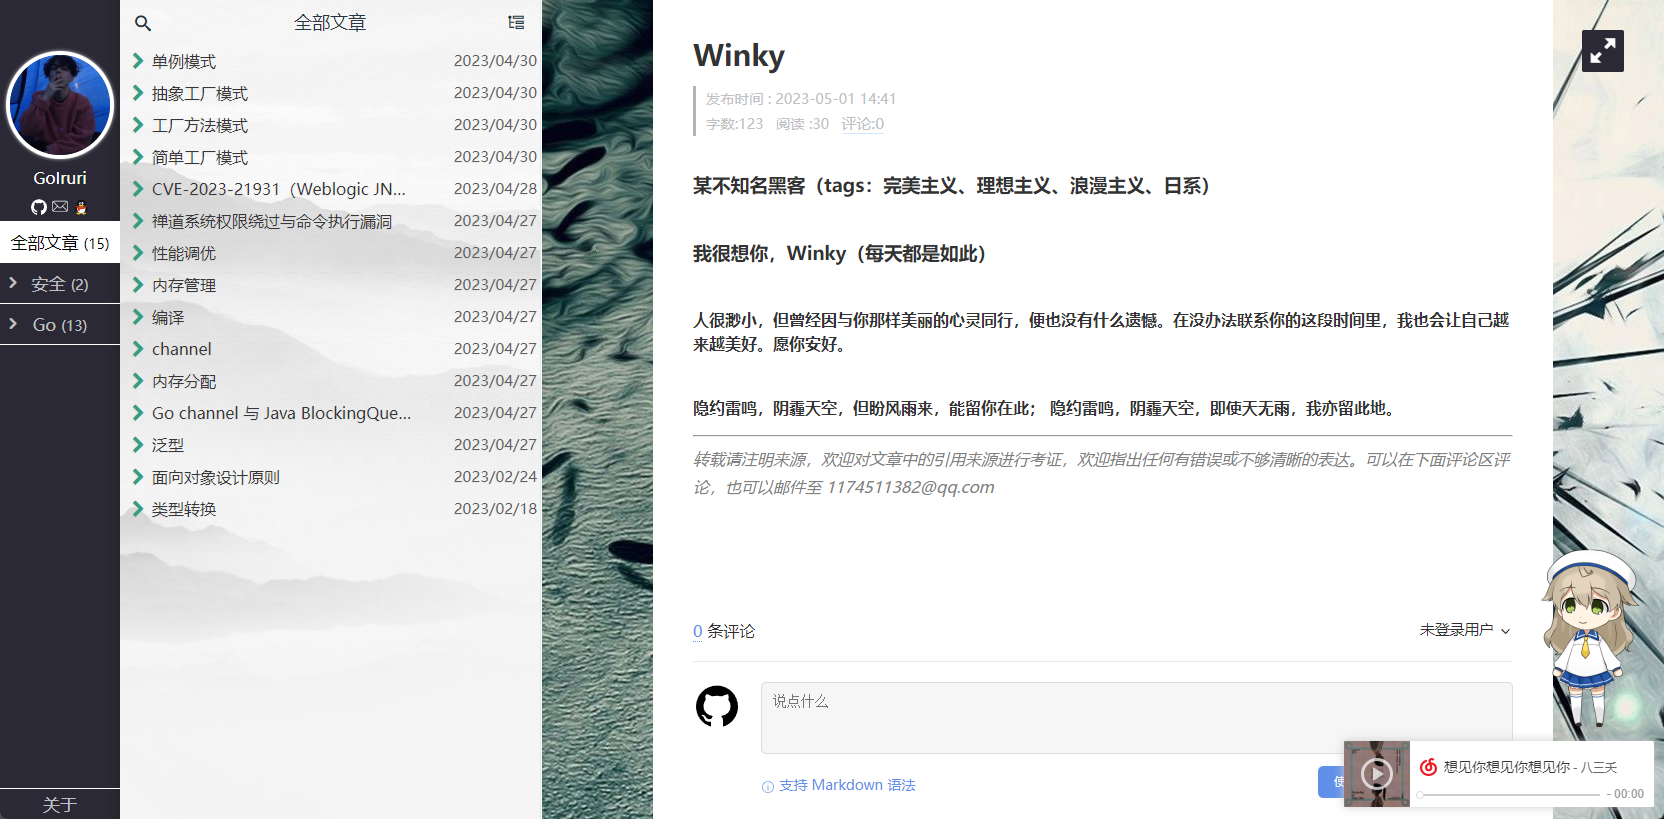 GoIruri
全部文章 (15)
安全 (2)
Go (13)
关于
全部文章
单例模式 2023/04/30
抽象工厂模式 2023/04/30
工厂方法模式 2023/04/30
简单工厂模式 2023/04/30
CVE-2023-21931（Weblogic JN... 2023/04/28
禅道系统权限绕过与命令执行漏洞 2023/04/27
性能调优 2023/04/27
内存管理 2023/04/27
编译 2023/04/27
channel 2023/04/27
内存分配 2023/04/27
Go channel 与 Java BlockingQue... 2023/04/27
泛型 2023/04/27
面向对象设计原则 2023/02/24
类型转换 2023/02/18
Winky
发布时间 : 2023-05-01 14:41
字数:123 阅读 :30 评论:0
某不知名黑客（tags：完美主义、理想主义、浪漫主义、日系）
我很想你，Winky（每天都是如此）
人很渺小，但曾经因与你那样美丽的心灵同行，便也没有什么遗憾。在没办法联系你的这段时间里，我也会让自己越
来越美好。愿你安好。
隐约雷鸣，阴霾天空，但盼风雨来，能留你在此； 隐约雷鸣，阴霾天空，即使天无雨，我亦留此地。
转载请注明来源，欢迎对文章中的引用来源进行考证，欢迎指出任何有错误或不够清晰的表达。可以在下面评论区评
论，也可以邮件至 1174511382@qq.com
0 条评论
未登录用户
说点什么
支持 Markdown 语法
使
想见你想见你想见你 - 八三夭
- 00:00